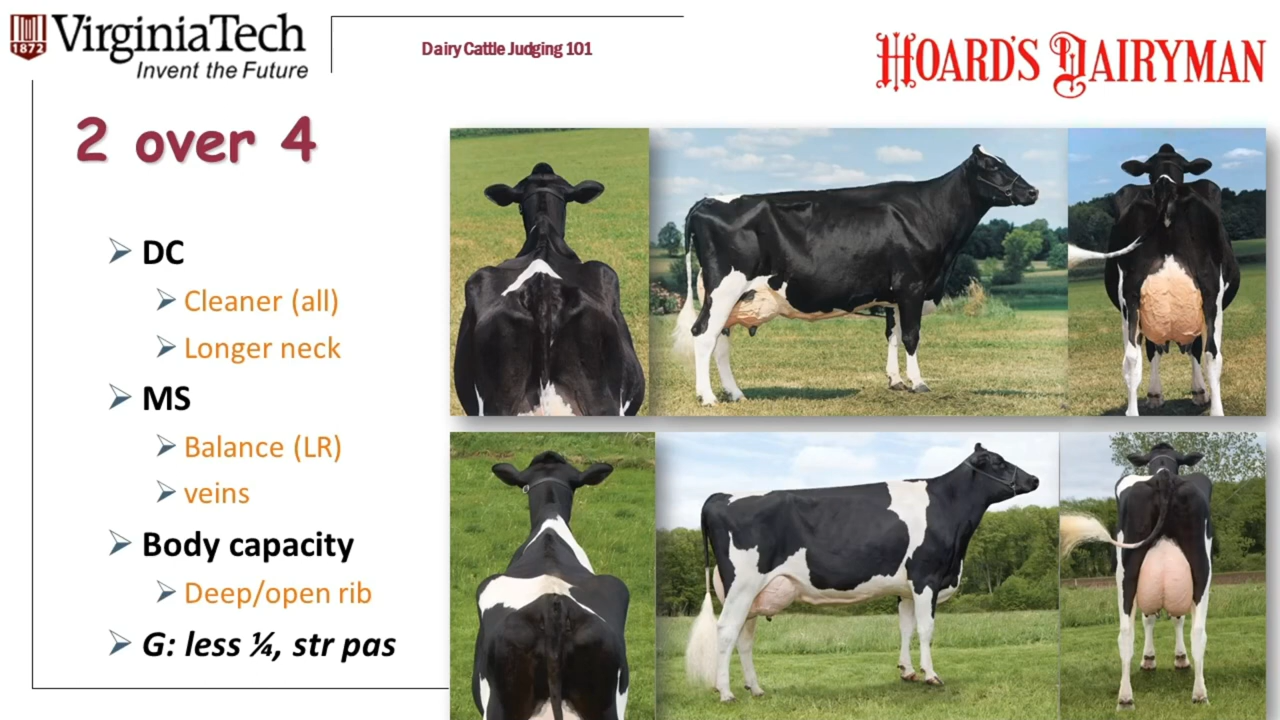 VirginiaTech
1872
Invent the Future
Dairy Cattle Judging 101
HOARD'S DAIRYMAN
2 over 4
DC
Cleaner (all)
Longer neck
MS
Balance (LR)
veins
Body capacity
Deep/open rib
G: less ¼, str pas